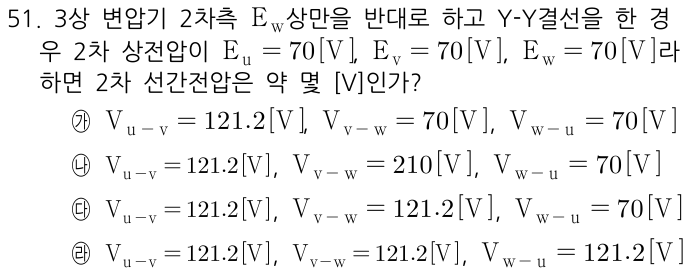 51. 3상 변압기 2차측 E_w상만을 반대로 하고 Y-Y결선을 한 경
우 2차 상전압이 E_u = 70[V], E_v = 70[V], E_w = 70[V]라
하면 2차 선간전압은 약 몇 [V]인가?
㉮ V_u-v = 121.2[V], V_v-w = 70[V], V_w-u = 70[V]
㉯ V_u-v = 121.2[V], V_v-w = 210[V], V_w-u = 70[V]
㉰ V_u-v = 121.2[V], V_v-w = 121.2[V], V_w-u = 70[V]
㉱ V_u-v = 121.2[V], V_v-w = 121.2[V], V_w-u = 121.2[V]